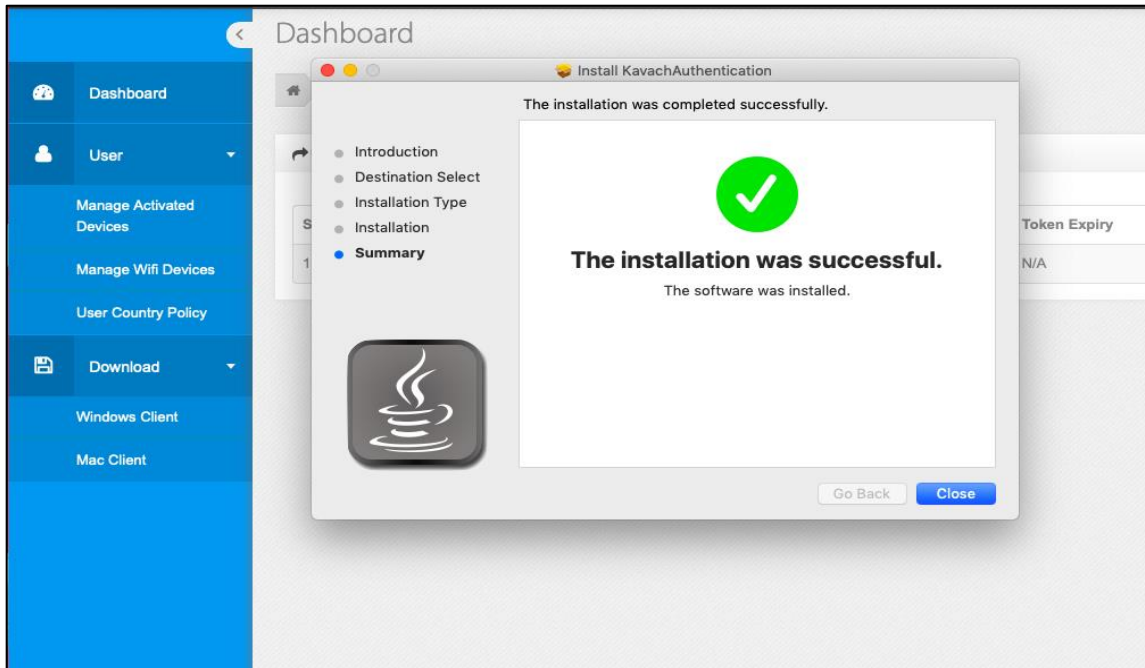 Dashboard
Dashboard
User
Manage Activated
Devices
Manage Wifi Devices
User Country Policy
Download
Windows Client
Mac Client
Install KavachAuthentication
The installation was completed successfully.
Introduction
Destination Select
Installation Type
Installation
Summary
The installation was successful.
The software was installed.
Go Back
Close
S
1
Token Expiry
N/A